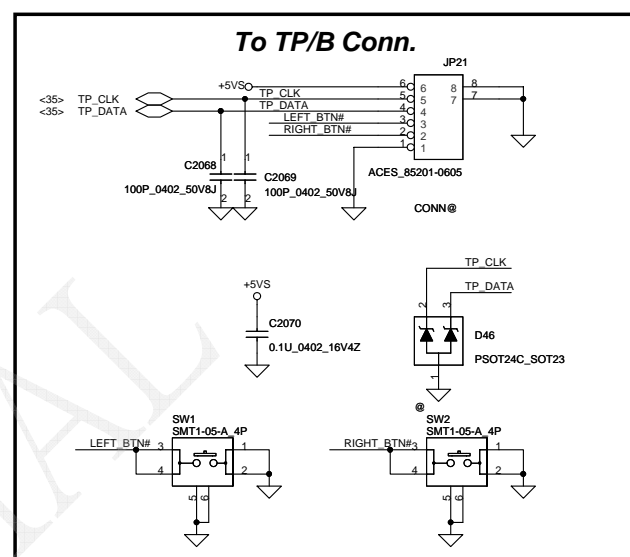 To TP/B Conn.
JP21
+5VS
6 6 8 8
<35> TP_CLK TP_CLK 5 5 7 7
<35> TP_DATA TP_DATA 4 4
LEFT_BTN# 3 3
RIGHT_BTN# 2 2
1 1
1 1
C2068
100P_0402_50V8J
C2069
100P_0402_50V8J
2 2
ACES_85201-0605
CONN@
+5VS
C2070
0.1U_0402_16V4Z
TP_CLK
TP_DATA
2 3
D46
PSOT24C_SOT23
1
@
SW1
SMT1-05-A_4P
LEFT_BTN# 3 1
4 2
5 6
SW2
SMT1-05-A_4P
RIGHT_BTN# 3 1
4 2
5 6